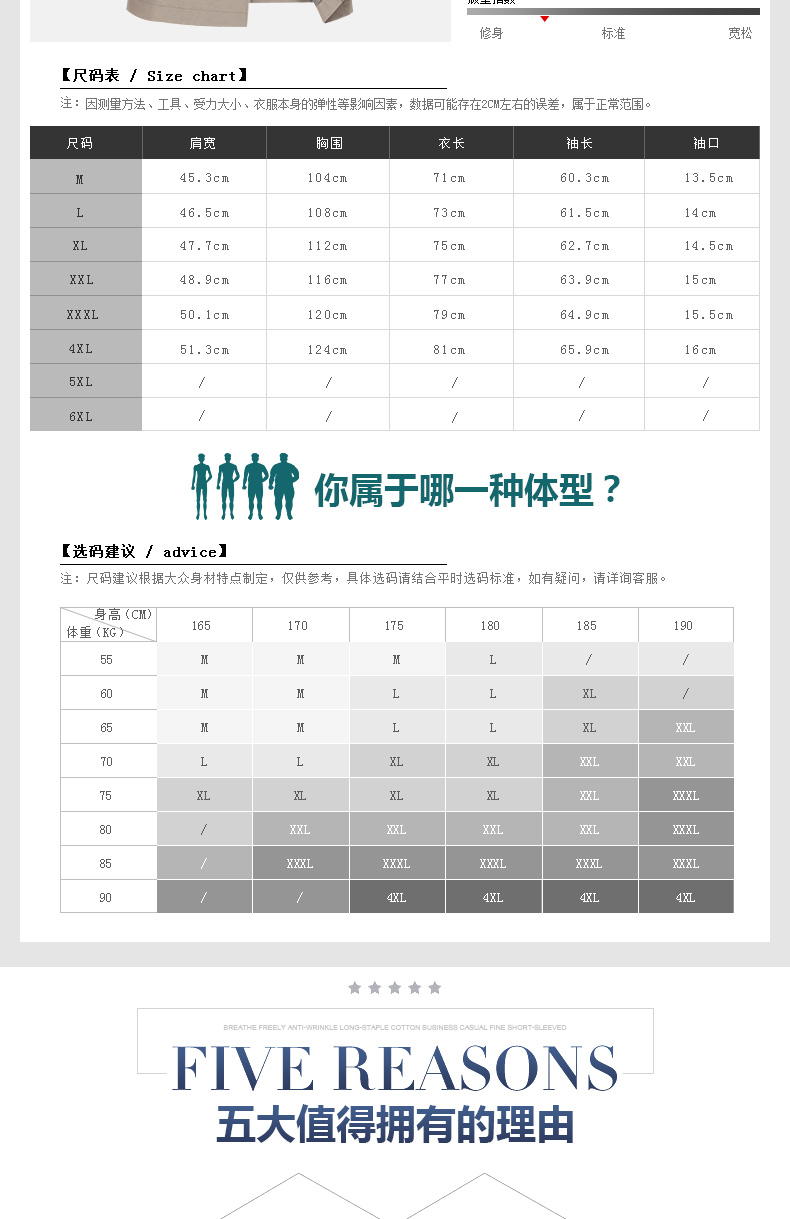 修身 标准 宽松
【尺码表 / Size chart】
注：因测量方法、工具、受力大小、衣服本身的弹性等影响因素，数据可能存在2CM左右的误差，属于正常范围。
尺码 肩宽 胸围 衣长 袖长 袖口
M 45.3cm 104cm 71cm 60.3cm 13.5cm
L 46.5cm 108cm 73cm 61.5cm 14cm
XL 47.7cm 112cm 75cm 62.7cm 14.5cm
XXL 48.9cm 116cm 77cm 63.9cm 15cm
XXXL 50.1cm 120cm 79cm 64.9cm 15.5cm
4XL 51.3cm 124cm 81cm 65.9cm 16cm
5XL / / / / /
6XL / / / / /
你属于哪一种体型？
【选码建议 / advice】
注：尺码建议根据大众身材特点制定，仅供参考，具体选码请结合平时选码标准，如有疑问，请详询客服。
身高(CM)
体重(KG) 165 170 175 180 185 190
55 M M M L / /
60 M M L L XL /
65 M M L L XL XXL
70 L L XL XL XXL XXL
75 XL XL XL XL XXL XXXL
80 / XXL XXL XXL XXL XXXL
85 / XXXL XXXL XXXL XXXL XXXL
90 / / 4XL 4XL 4XL 4XL
BREATHE FREELY ANTI-WRINKLE LONG-STAPLE COTTON SUBINESS CASUAL FINE SHORT-SLEEVED
FIVE REASONS
五大值得拥有的理由